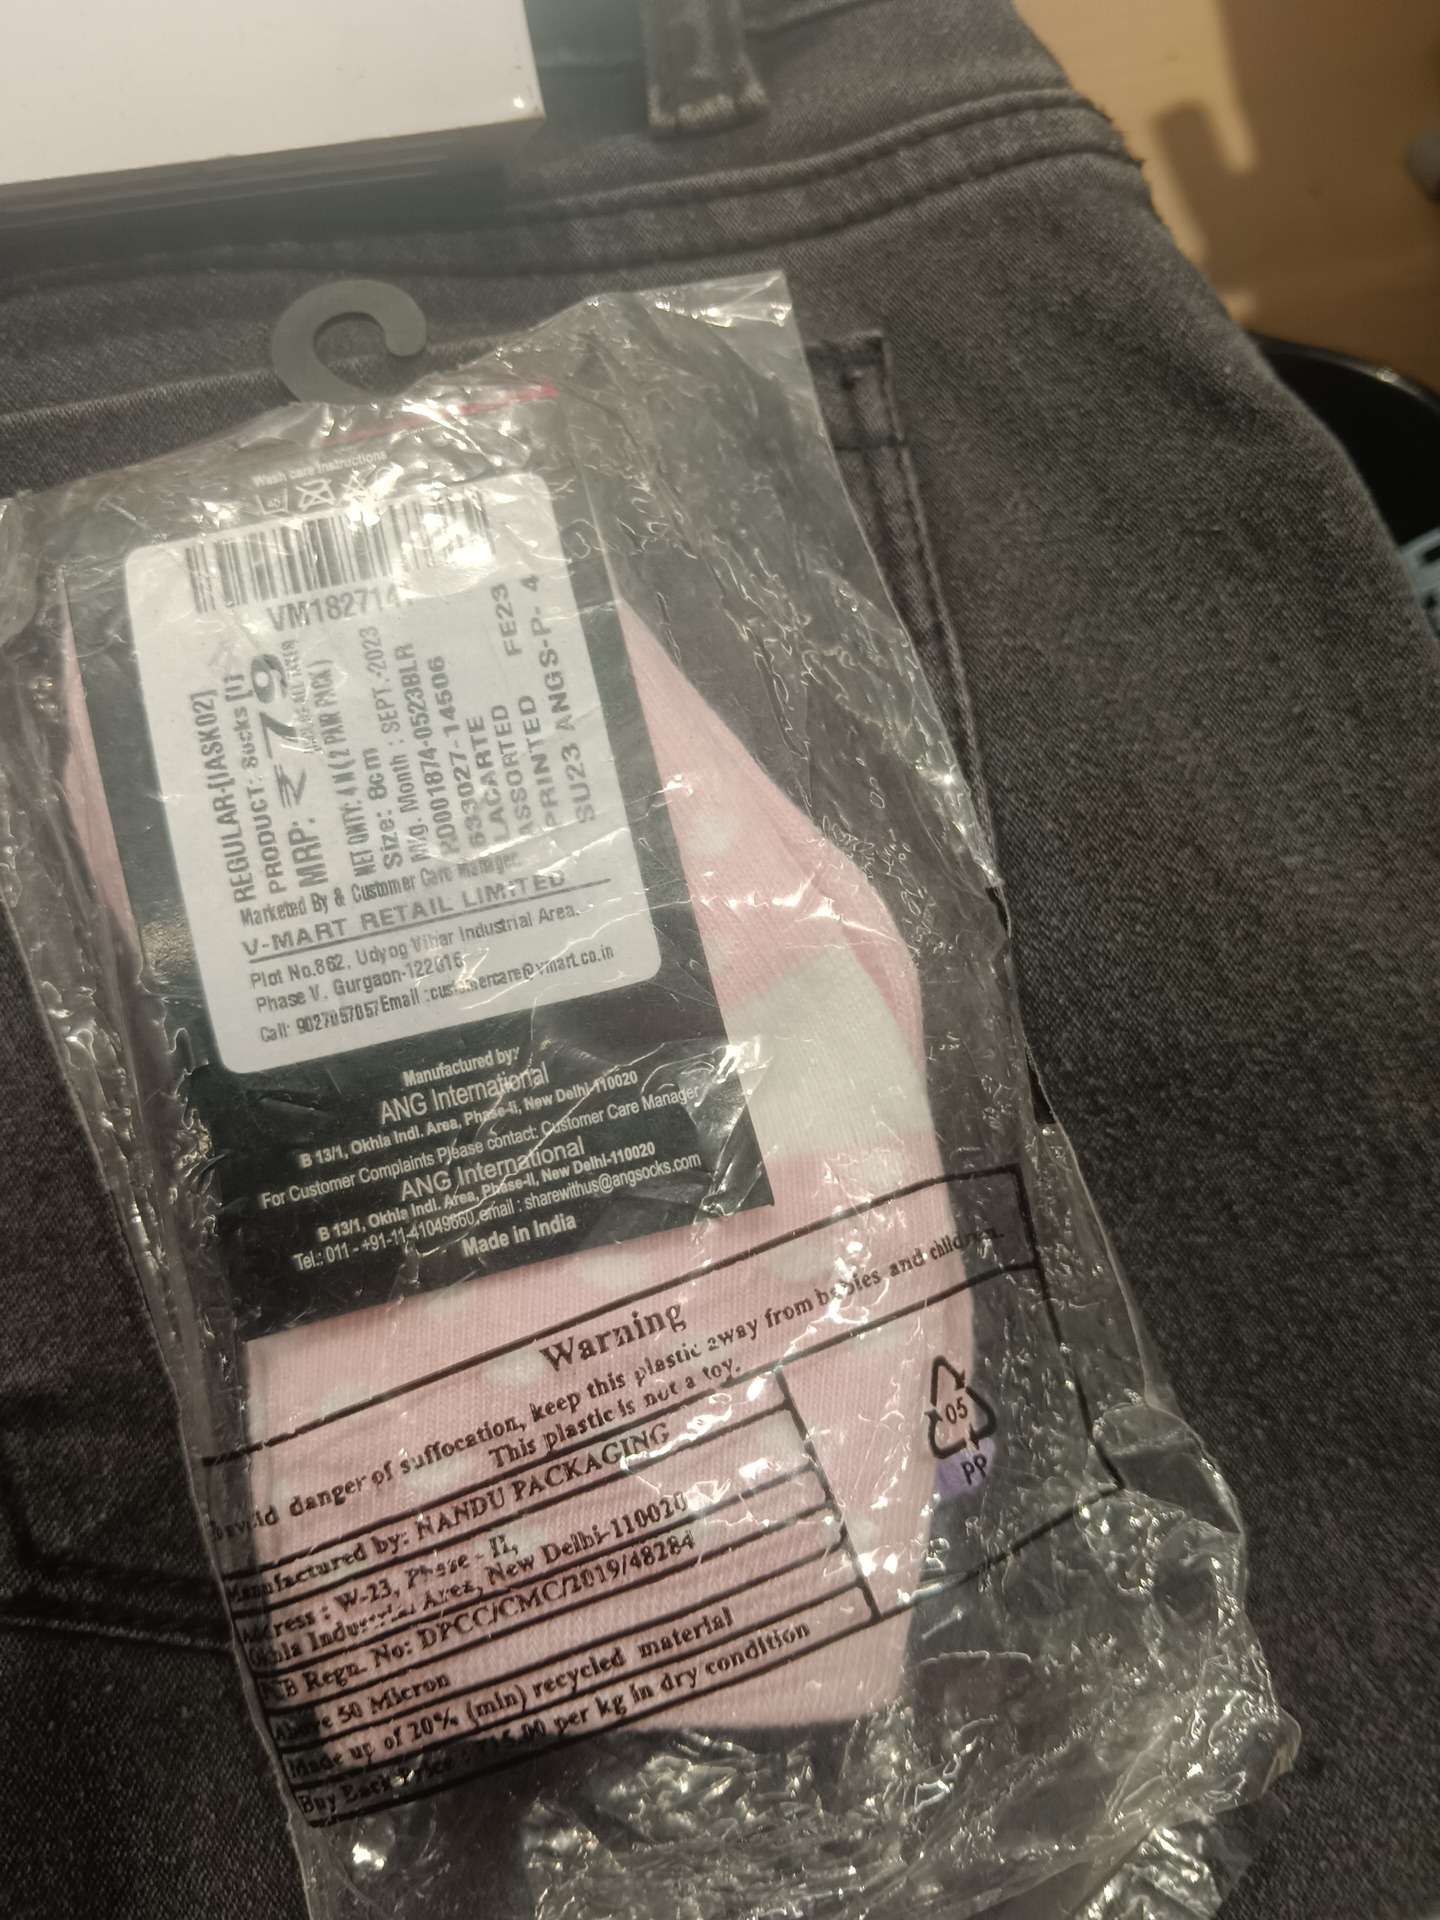 Wash care instructions
VM182714
REGULAR-[IASK02]
PRODUCT: Socks [1]
MRP: ₹79
NET QNTY: 4 N ( 2 PAIR PACK)
Size: 8cm
Mfg. Month : SEPT.-2023
HO001874-0523BLR
633027-14506
LACARTE
ASSORTED FE23
PRINTED
SU23 ANGS-P- 4
Marketed By & Customer Care Manager.
V-MART RETAIL LIMITED
Plot No.862, Udyog Vihar Industrial Area,
Phase V, Gurgaon-122016
Call: 9027057057 Email :customercare@vmart.co.in
Manufactured by:
ANG International
B 13/1, Okhla Indl. Area, Phase-Ii, New Delhi-110020
For Customer Complaints Please contact: Customer Care Manager
ANG International
B 13/1, Okhla Indl. Area, Phase-II, New Delhi-110020
Tel.: 011 - +91-11-41049660, email : sharewithus@angsocks.com
Made in India
Warning
danger of suffocation, keep this plastic away from babies and children.
This plastic is not a toy.
Manufactured by: NANDU PACKAGING
Address : W-23, Phase - II,
Okhla Industrial Area, New Delhi-110020
Regn. No: DPCC/CMC/2019/48284
Above 50 Micron
Made up of 20% (min) recycled material
Buy Back Price : per kg in dry condition
05
PP